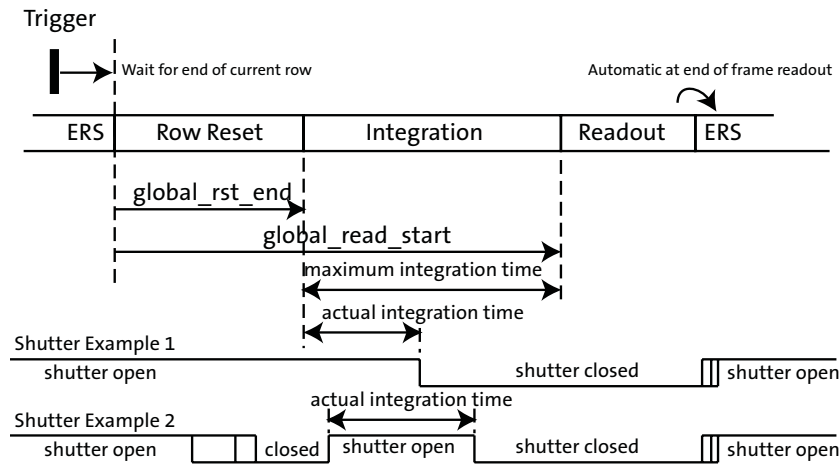 Trigger
Wait for end of current row
Automatic at end of frame readout
ERS Row Reset Integration Readout ERS
global_rst_end
global_read_start
maximum integration time
actual integration time
Shutter Example 1
shutter open shutter closed shutter open
actual integration time
Shutter Example 2
shutter open closed shutter open shutter closed shutter open